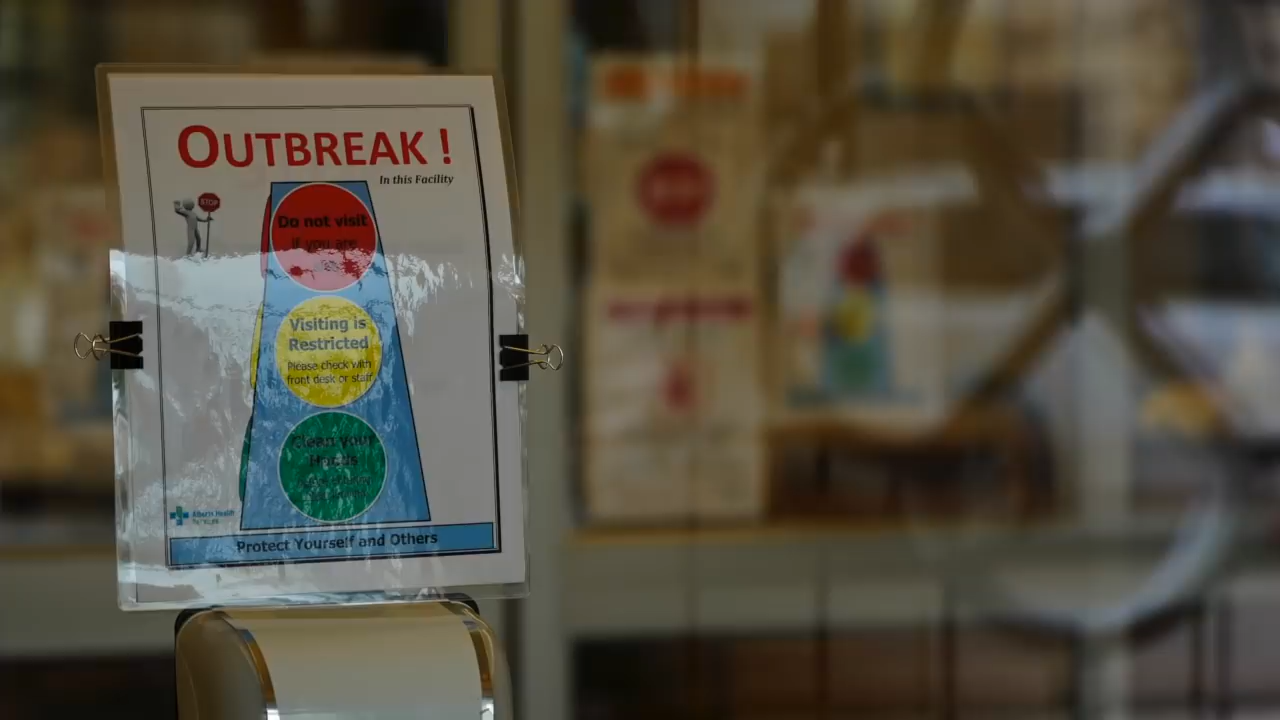 OUTBREAK !
In this Facility
STOP
Do not visit
if you are
Visiting is
Restricted
Please check with
front desk or staff
Clean your
Hands
Alberta Health
Protect Yourself and Others